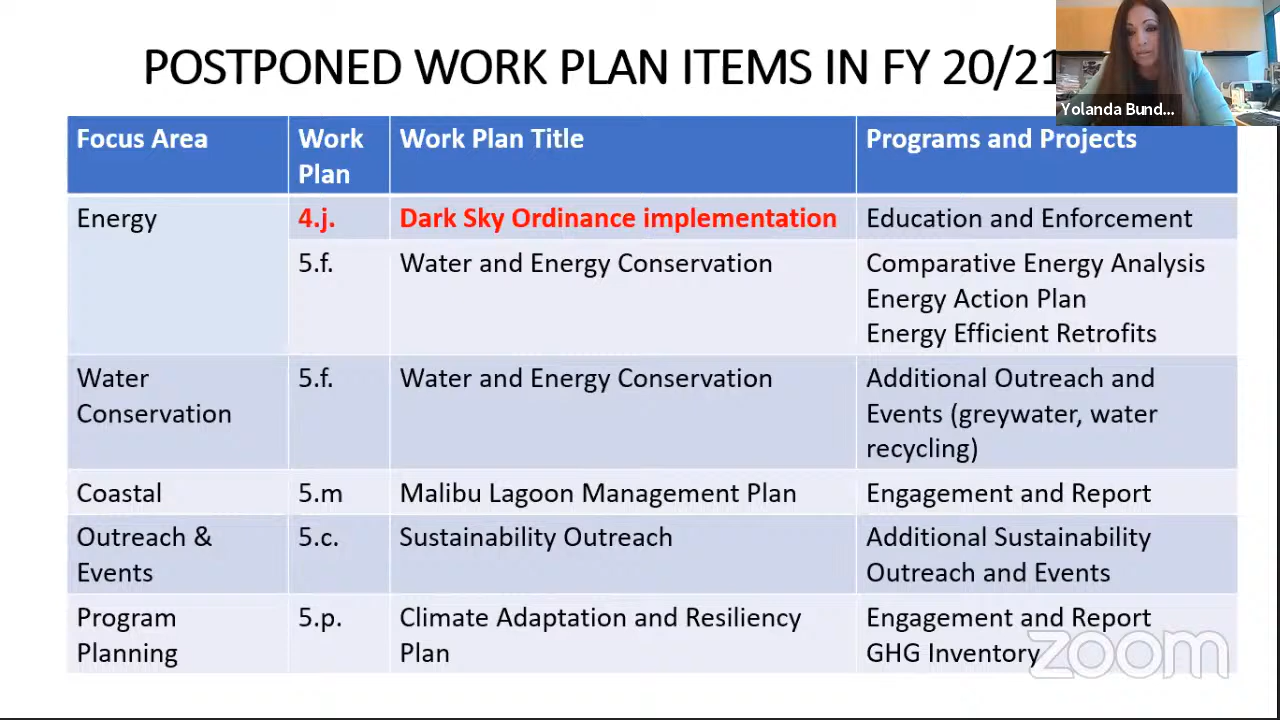 POSTPONED WORK PLAN ITEMS IN FY 20/21
Yolanda Bund...
Focus Area Work Plan Work Plan Title Programs and Projects
Energy 4.j. Dark Sky Ordinance implementation Education and Enforcement
5.f. Water and Energy Conservation Comparative Energy Analysis
Energy Action Plan
Energy Efficient Retrofits
Water Conservation 5.f. Water and Energy Conservation Additional Outreach and
Events (greywater, water
recycling)
Coastal 5.m Malibu Lagoon Management Plan Engagement and Report
Outreach & Events 5.c. Sustainability Outreach Additional Sustainability
Outreach and Events
Program Planning 5.p. Climate Adaptation and Resiliency Plan Engagement and Report
GHG Inventory
zoom